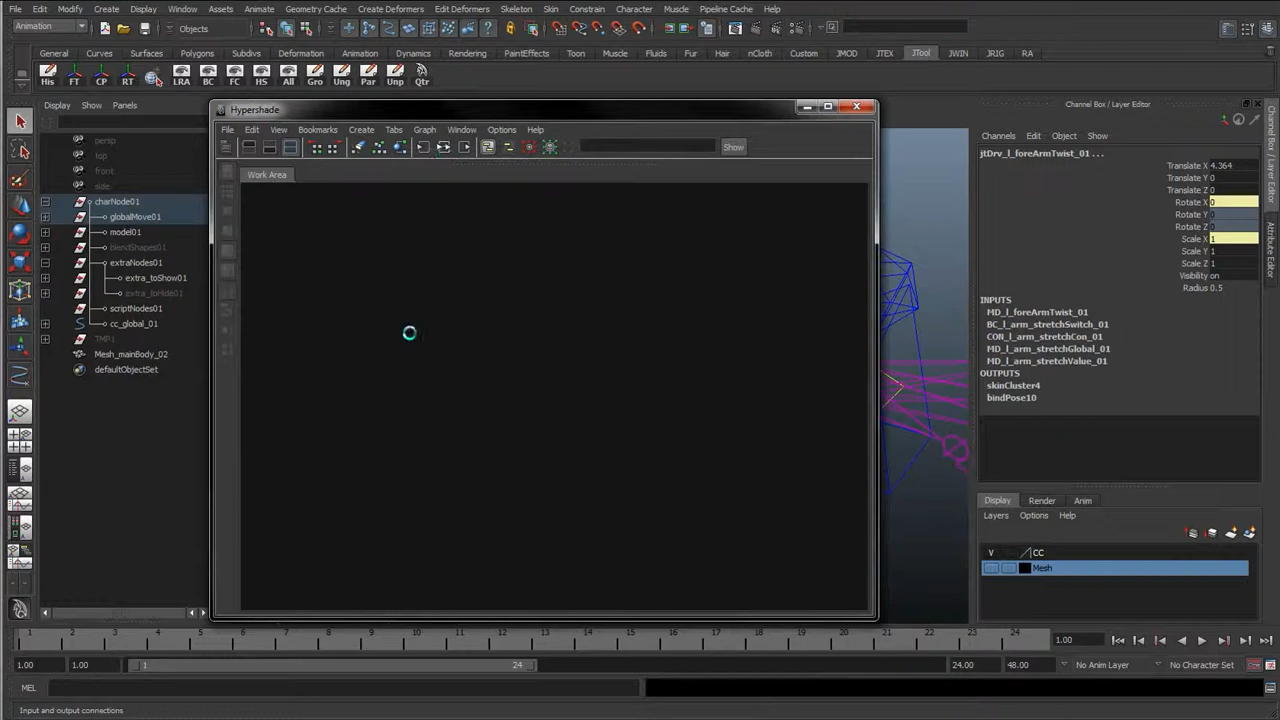 File Edit Modify Create Display Window Assets Animate Geometry Cache Create Deformers Edit Deformers Skeleton Skin Constrain Character Muscle Pipeline Cache Help
Animation Objects
General Curves Surfaces Polygons Subdivs Deformation Animation Dynamics Rendering PaintEffects Toon Muscle Fluids Fur Hair nCloth Custom JMOD JTEX JTool JWIN JRIG RA
His FT CP RT LRA BC FC HS All Gro Ung Par Unp Qtr
Display Show Panels
persp
top
front
side
charNode01
globalMove01
model01
blendShapes01
extraNodes01
extra_toShow01
extra_toHide01
scriptNodes01
cc_global_01
TMP1
Mesh_mainBody_02
defaultObjectSet
Hypershade
File Edit View Bookmarks Create Tabs Graph Window Options Help
Show
Work Area
Channel Box / Layer Editor
Channels Edit Object Show
jtDrv_l_foreArmTwist_01 ...
Translate X 4.364
Translate Y 0
Translate Z 0
Rotate X 0
Rotate Y 0
Rotate Z 0
Scale X 1
Scale Y 1
Scale Z 1
Visibility on
Radius 0.5
INPUTS
MD_l_foreArmTwist_01
BC_l_arm_stretchSwitch_01
CON_l_arm_stretchCon_01
MD_l_arm_stretchGlobal_01
MD_l_arm_stretchValue_01
OUTPUTS
skinCluster4
bindPose10
Display Render Anim
Layers Options Help
V CC
Mesh
Channel Box / Layer Editor
Attribute Editor
1 2 3 4 5 6 7 8 9 10 11 12 13 14 15 16 17 18 19 20 21 22 23 24 1.00
1.00 1.00 1 24 24.00 48.00 No Anim Layer No Character Set
MEL
Input and output connections